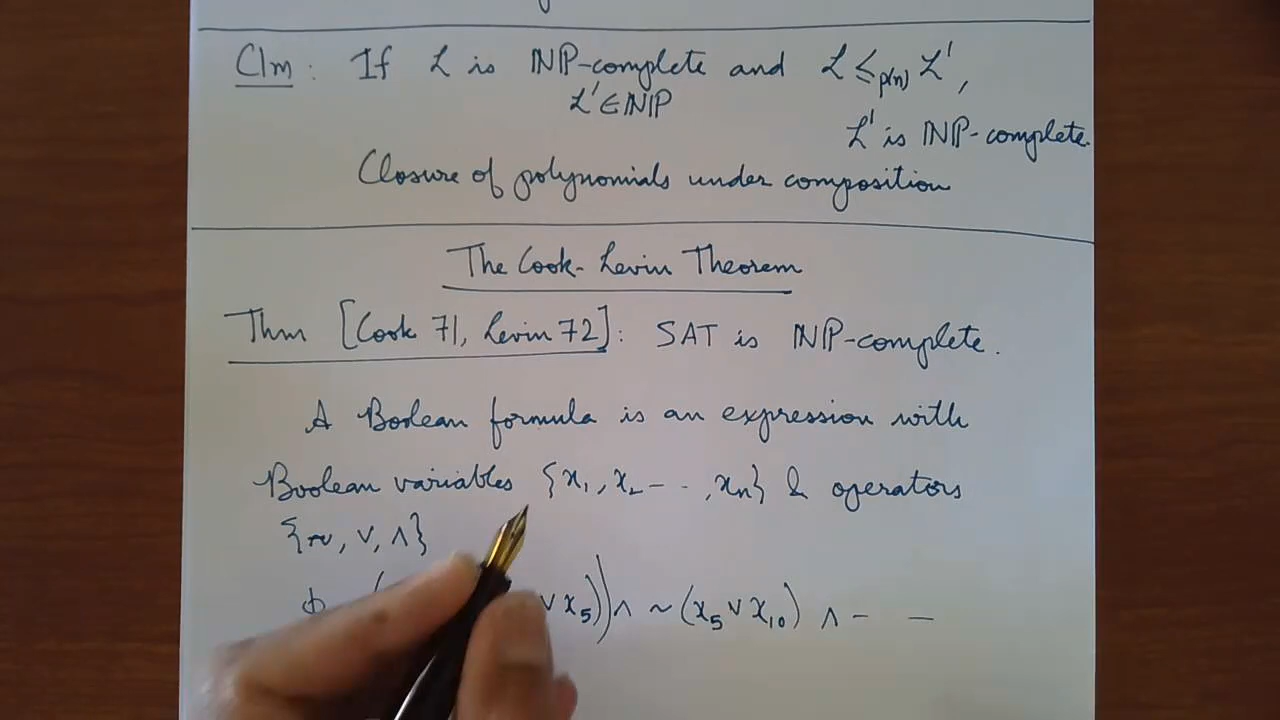 Clm : If L is NP-complete and L ≤p(n) L',
L' ∈ NP
L' is NP-complete.
Closure of polynomials under composition
The Cook-Levin Theorem
Thm [Cook 71, Levin 72] : SAT is NP-complete.
A Boolean formula is an expression with
Boolean variables {x₁, x₂ - - -, xn} & operators
{~, ∨, ∧}
ϕ ( ∨ x₅)) ∧ ~ (x₅ ∨ x₁₀) ∧ - -